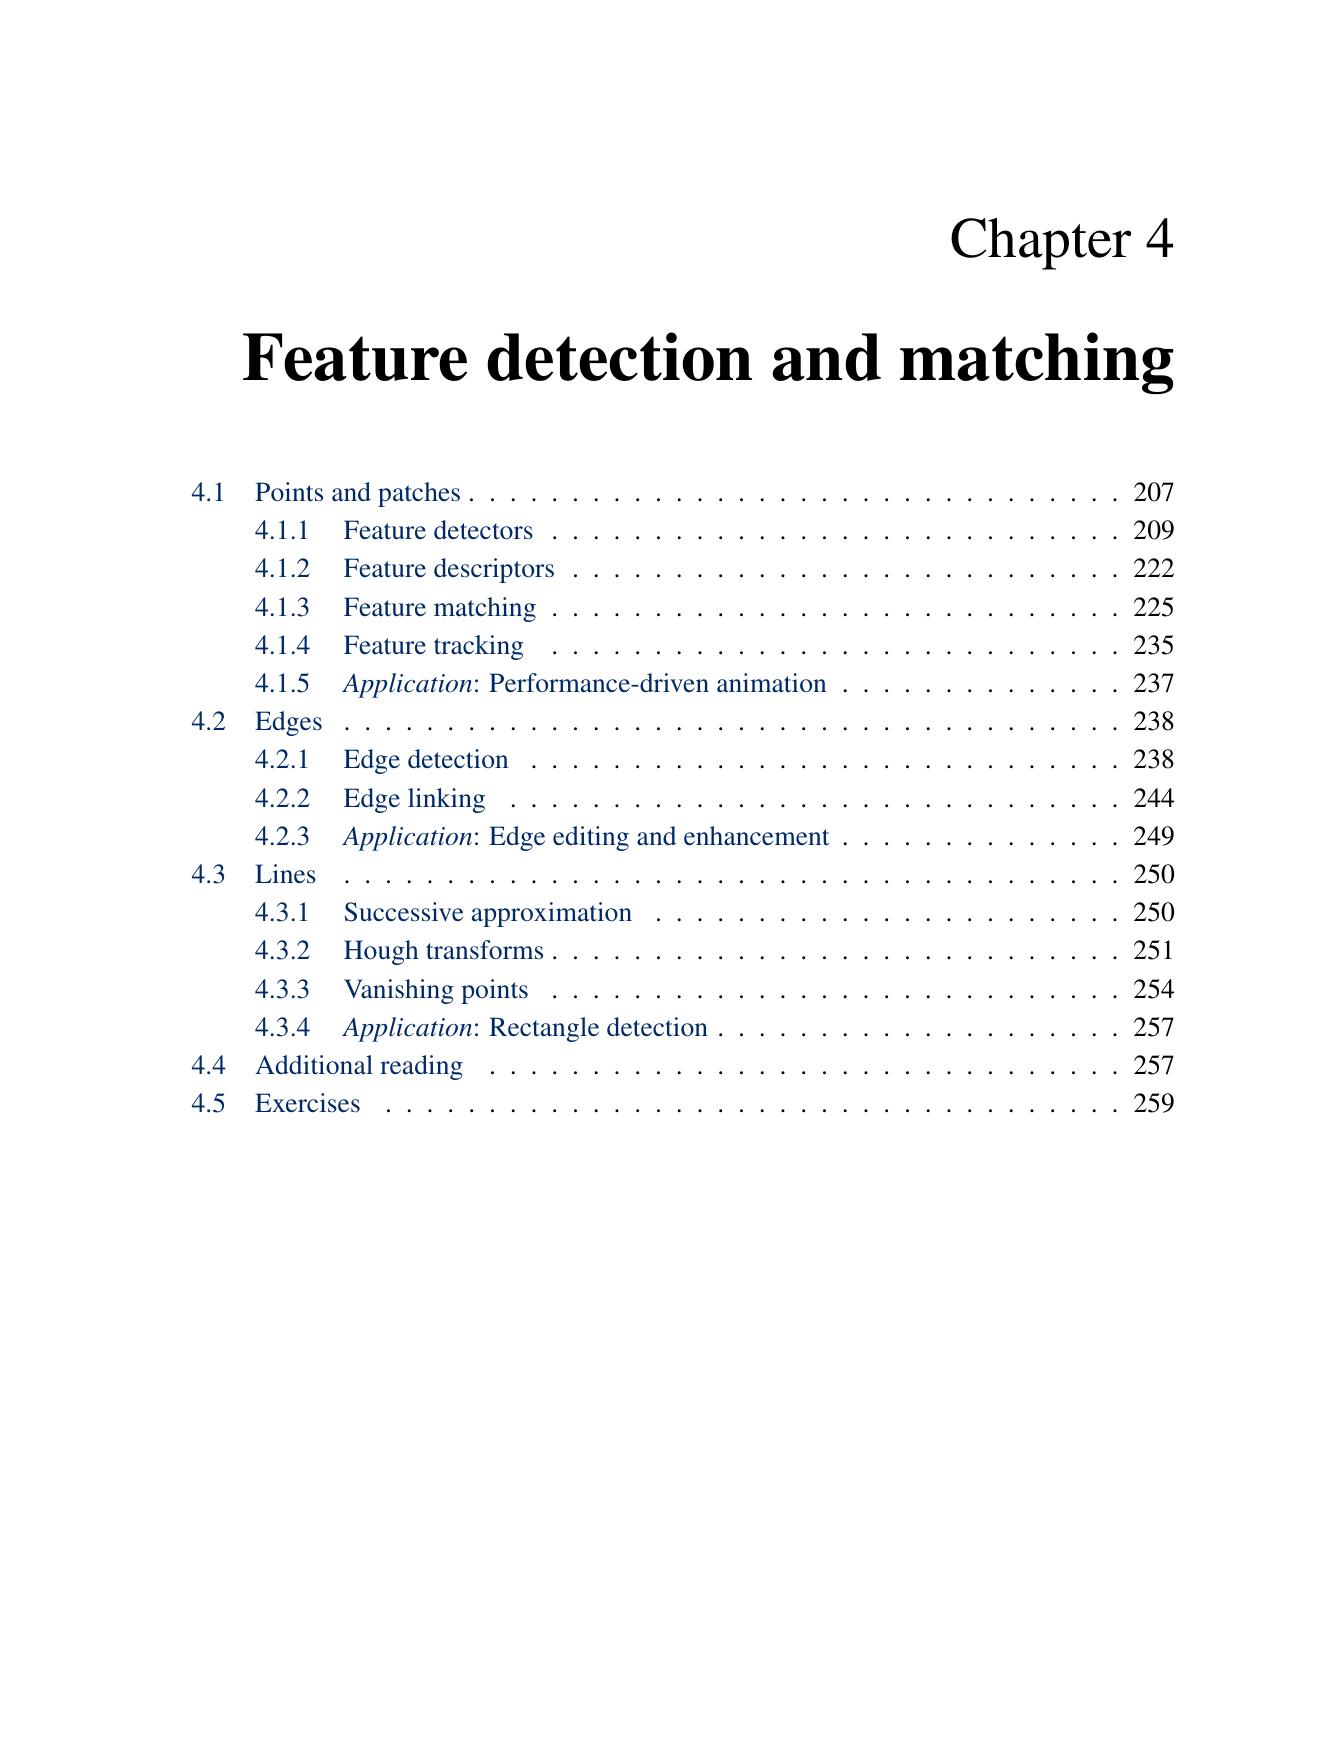 Chapter 4
Feature detection and matching
4.1 Points and patches . . . . . . . . . . . . . . . . . . . . . . . . . . . . . . . . 207
4.1.1 Feature detectors . . . . . . . . . . . . . . . . . . . . . . . . . . . . 209
4.1.2 Feature descriptors . . . . . . . . . . . . . . . . . . . . . . . . . . . 222
4.1.3 Feature matching . . . . . . . . . . . . . . . . . . . . . . . . . . . . 225
4.1.4 Feature tracking . . . . . . . . . . . . . . . . . . . . . . . . . . . . 235
4.1.5 Application: Performance-driven animation . . . . . . . . . . . . . . 237
4.2 Edges . . . . . . . . . . . . . . . . . . . . . . . . . . . . . . . . . . . . . . 238
4.2.1 Edge detection . . . . . . . . . . . . . . . . . . . . . . . . . . . . . 238
4.2.2 Edge linking . . . . . . . . . . . . . . . . . . . . . . . . . . . . . . 244
4.2.3 Application: Edge editing and enhancement . . . . . . . . . . . . . . 249
4.3 Lines . . . . . . . . . . . . . . . . . . . . . . . . . . . . . . . . . . . . . . 250
4.3.1 Successive approximation . . . . . . . . . . . . . . . . . . . . . . . 250
4.3.2 Hough transforms . . . . . . . . . . . . . . . . . . . . . . . . . . . . 251
4.3.3 Vanishing points . . . . . . . . . . . . . . . . . . . . . . . . . . . . 254
4.3.4 Application: Rectangle detection . . . . . . . . . . . . . . . . . . . . 257
4.4 Additional reading . . . . . . . . . . . . . . . . . . . . . . . . . . . . . . . 257
4.5 Exercises . . . . . . . . . . . . . . . . . . . . . . . . . . . . . . . . . . . . 259